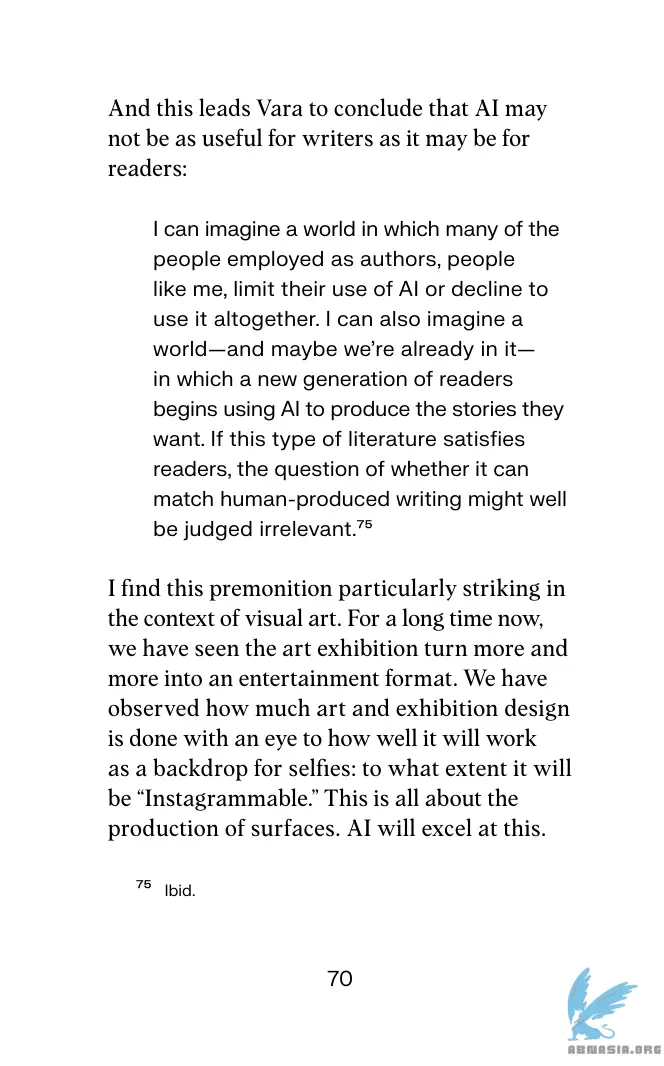 And this leads Vara to conclude that AI may
not be as useful for writers as it may be for
readers:
I can imagine a world in which many of the
people employed as authors, people
like me, limit their use of AI or decline to
use it altogether. I can also imagine a
world—and maybe we’re already in it—
in which a new generation of readers
begins using AI to produce the stories they
want. If this type of literature satisfies
readers, the question of whether it can
match human-produced writing might well
be judged irrelevant.⁷⁵
I find this premonition particularly striking in
the context of visual art. For a long time now,
we have seen the art exhibition turn more and
more into an entertainment format. We have
observed how much art and exhibition design
is done with an eye to how well it will work
as a backdrop for selfies: to what extent it will
be “Instagrammable.” This is all about the
production of surfaces. AI will excel at this.
⁷⁵ Ibid.
70
ABNASIA.ORG